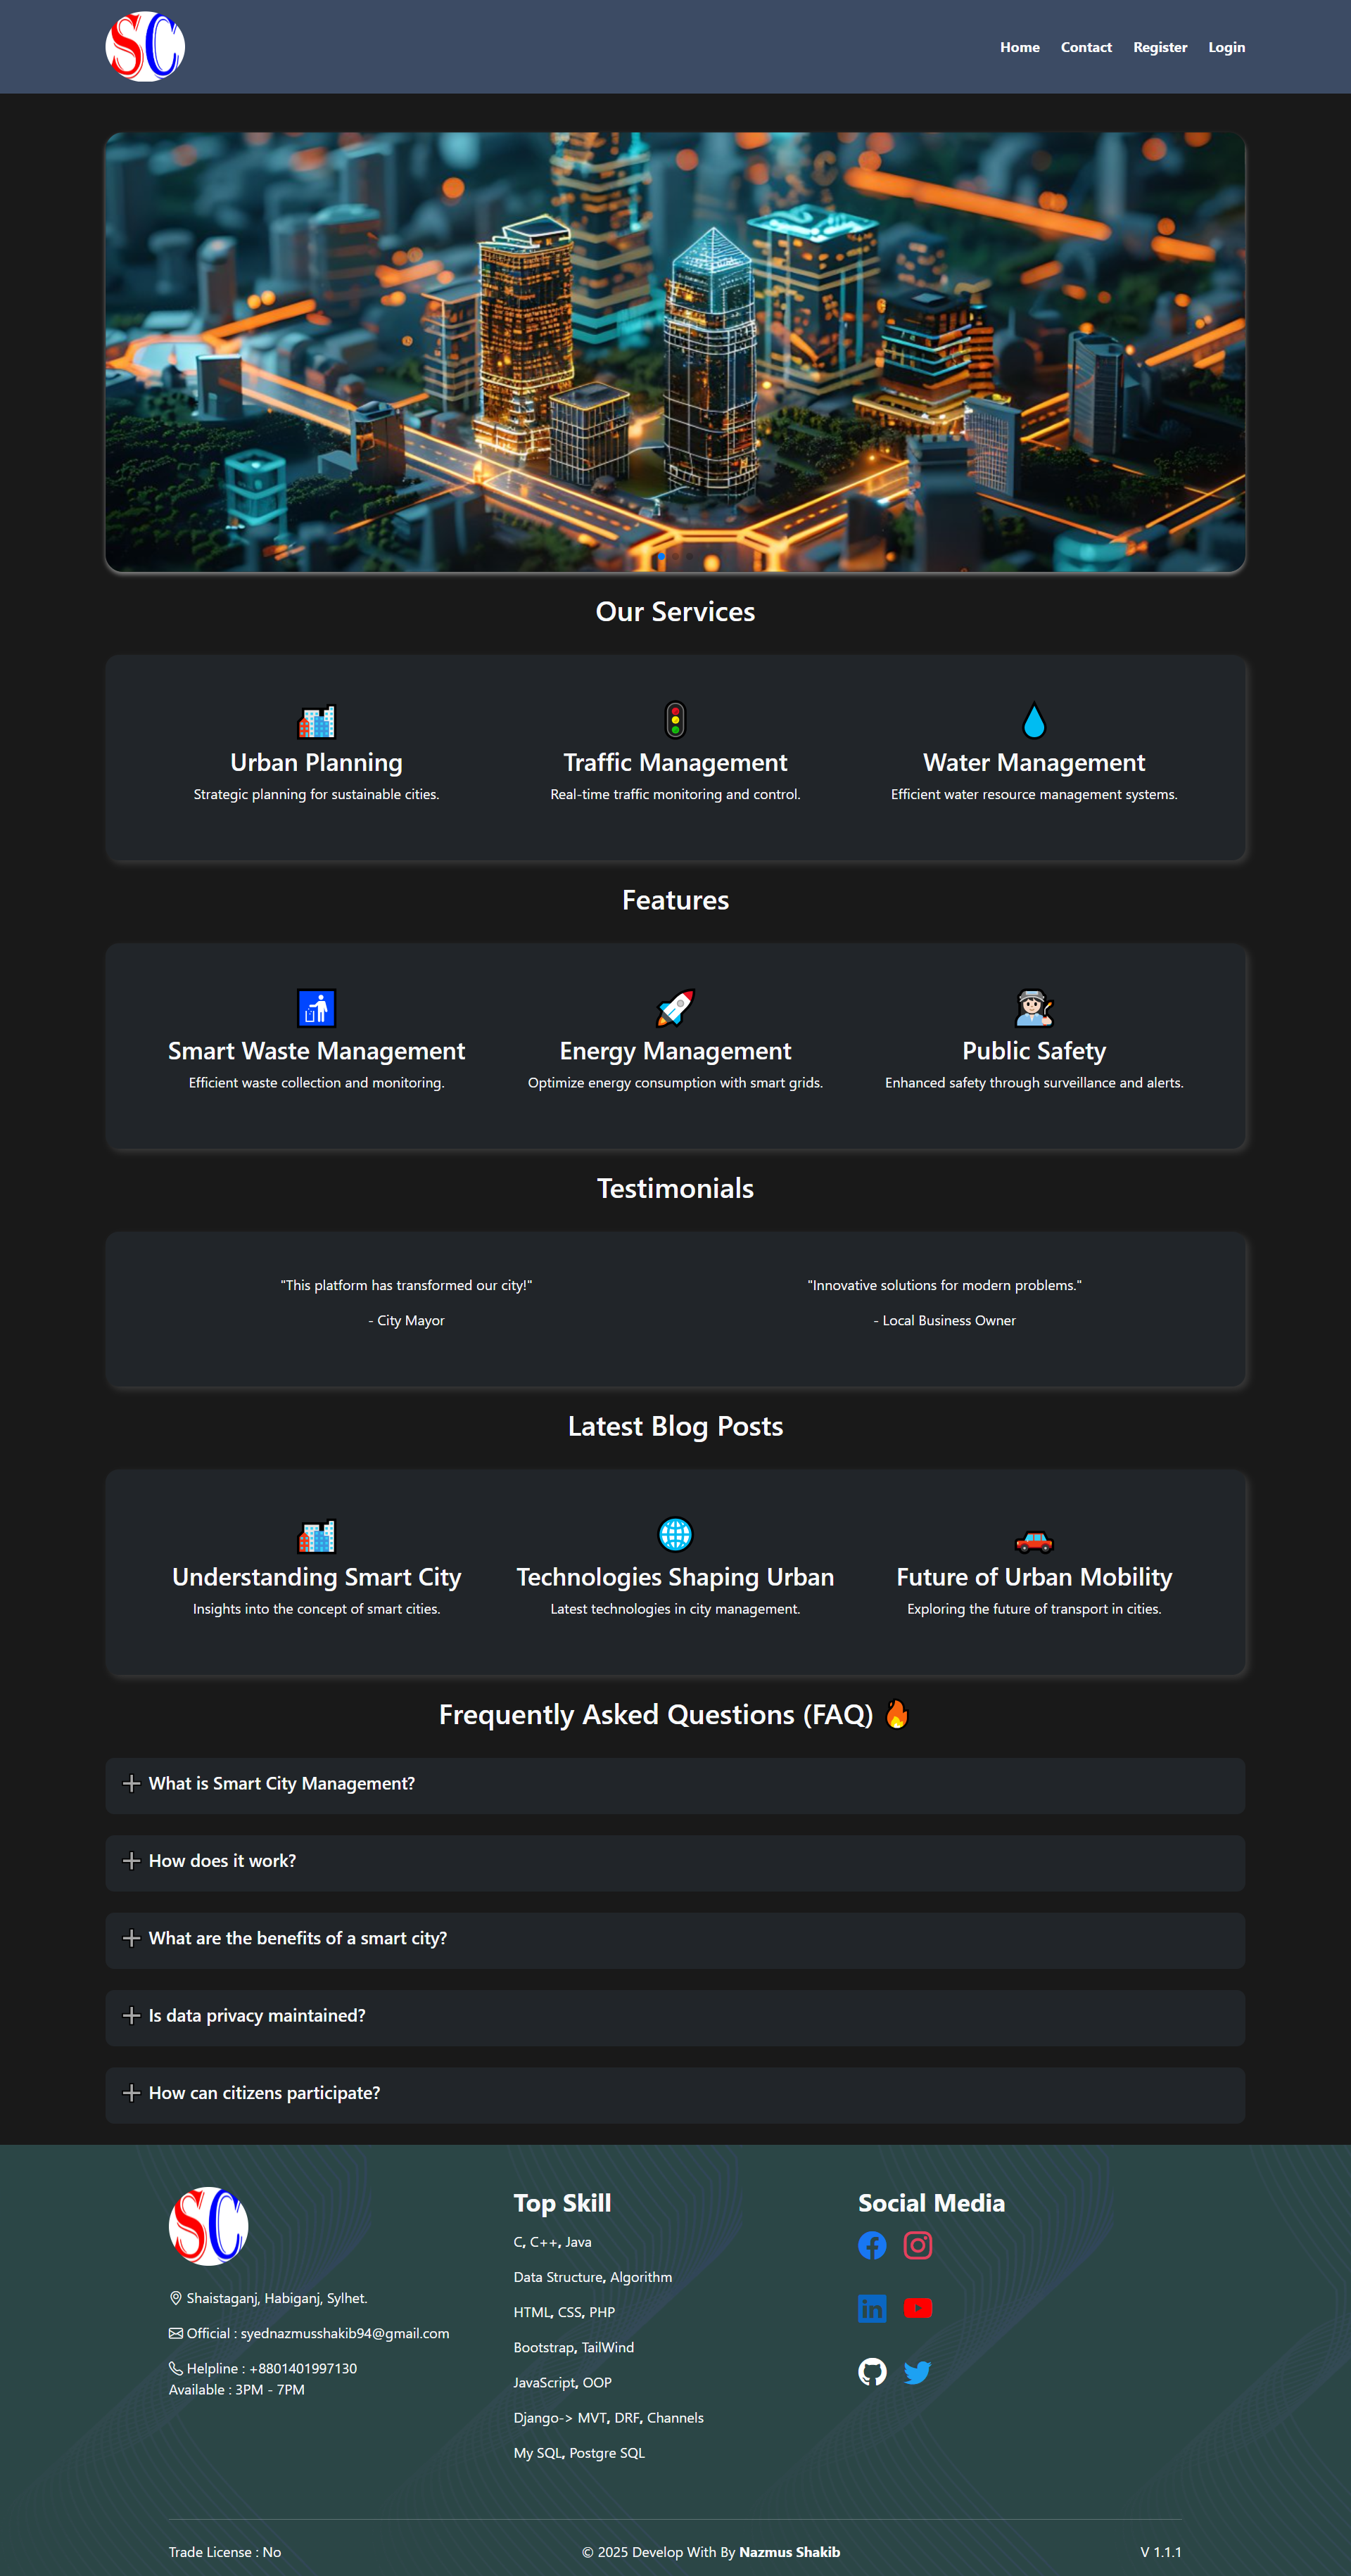 SC
Home Contact Register Login
Our Services
Urban Planning Traffic Management Water Management
Strategic planning for sustainable cities. Real-time traffic monitoring and control. Efficient water resource management systems.
Features
Smart Waste Management Energy Management Public Safety
Efficient waste collection and monitoring. Optimize energy consumption with smart grids. Enhanced safety through surveillance and alerts.
Testimonials
"This platform has transformed our city!" "Innovative solutions for modern problems."
- City Mayor - Local Business Owner
Latest Blog Posts
Understanding Smart City Technologies Shaping Urban Future of Urban Mobility
Insights into the concept of smart cities. Latest technologies in city management. Exploring the future of transport in cities.
Frequently Asked Questions (FAQ) 🔥
What is Smart City Management?
How does it work?
What are the benefits of a smart city?
Is data privacy maintained?
How can citizens participate?
SC
Shaistaganj, Habiganj, Sylhet.
Official : syednazmusshakib94@gmail.com
Helpline : +8801401997130
Available : 3PM - 7PM
Top Skill
C, C++, Java
Data Structure, Algorithm
HTML, CSS, PHP
Bootstrap, TailWind
JavaScript, OOP
Django-> MVT, DRF, Channels
My SQL, Postgre SQL
Social Media
Trade License : No © 2025 Develop With By Nazmus Shakib V 1.1.1